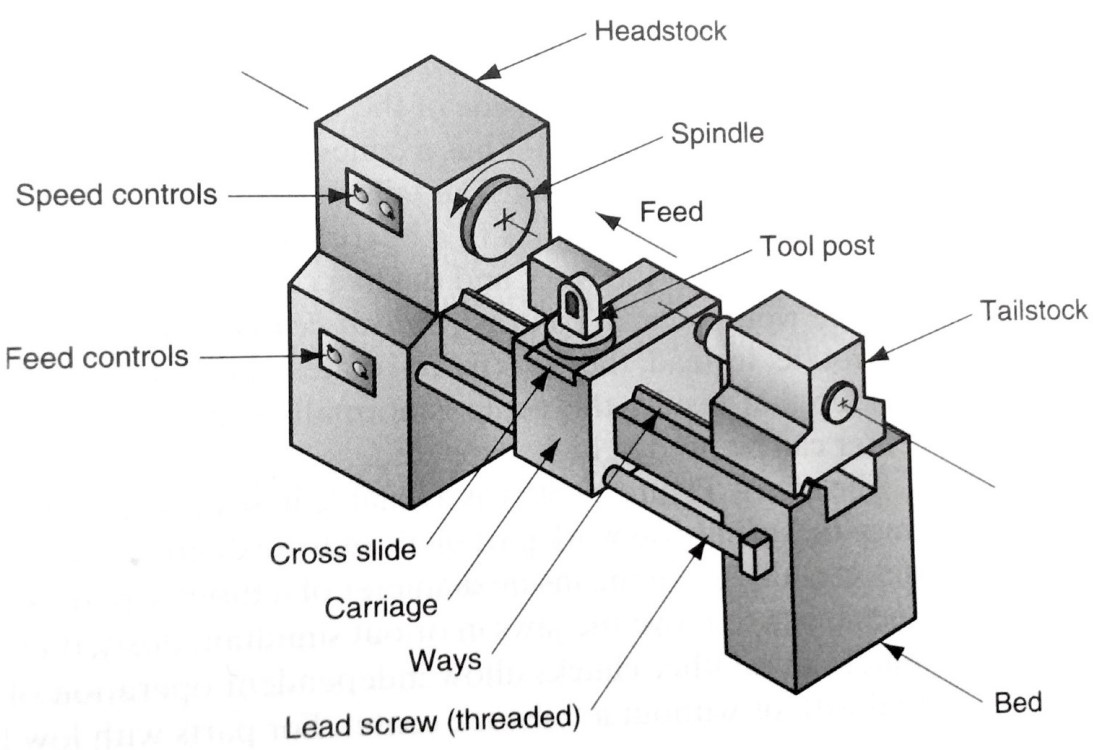 Headstock
Spindle
Speed controls
Feed
Tool post
Tailstock
Feed controls
Cross slide
Carriage
Ways
Lead screw (threaded)
Bed